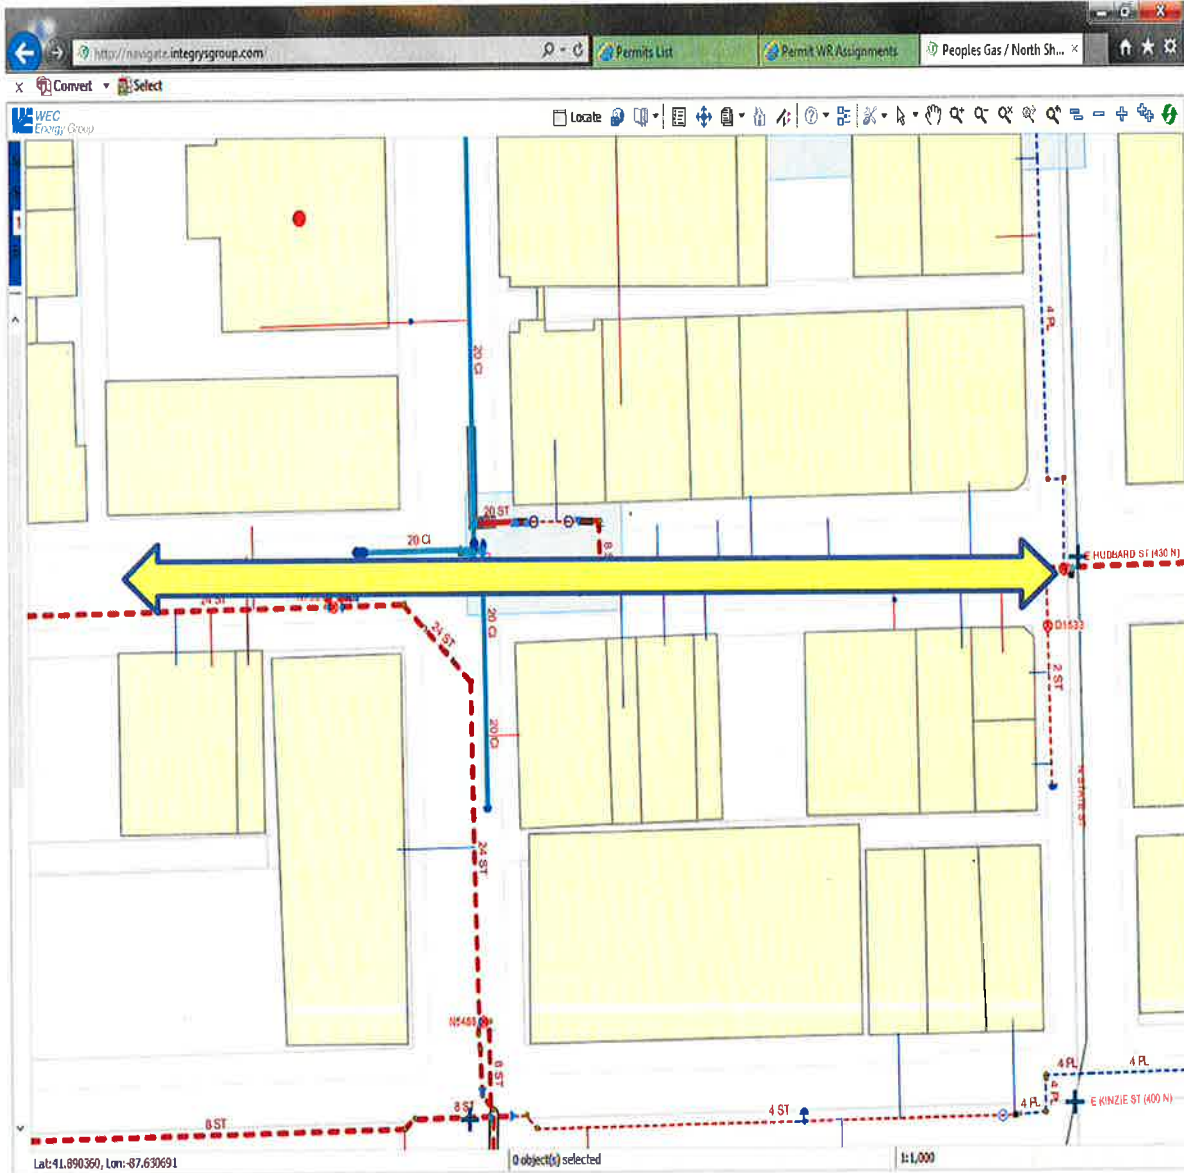 http://navigate.integrysgroup.com/
Permits List
Permit WR Assignments
Peoples Gas / North Sh... ×
x Convert Select
WEC
Energy Group
Locate
4 PL
20 CI
20 ST
20 CI
8 S
E HUBBARD ST (430 N)
24 ST
20 CI
24 ST
D1533
2 ST
20 CI
N STATE ST
24 ST
N5488
8 ST
4 PL
4 PL
4 PL
E KINZIE ST (400 N)
8 ST
4 ST
4 PL
8 ST
Lat:41.890360, Lon:-87.630691
0 object(s) selected
1:1,000